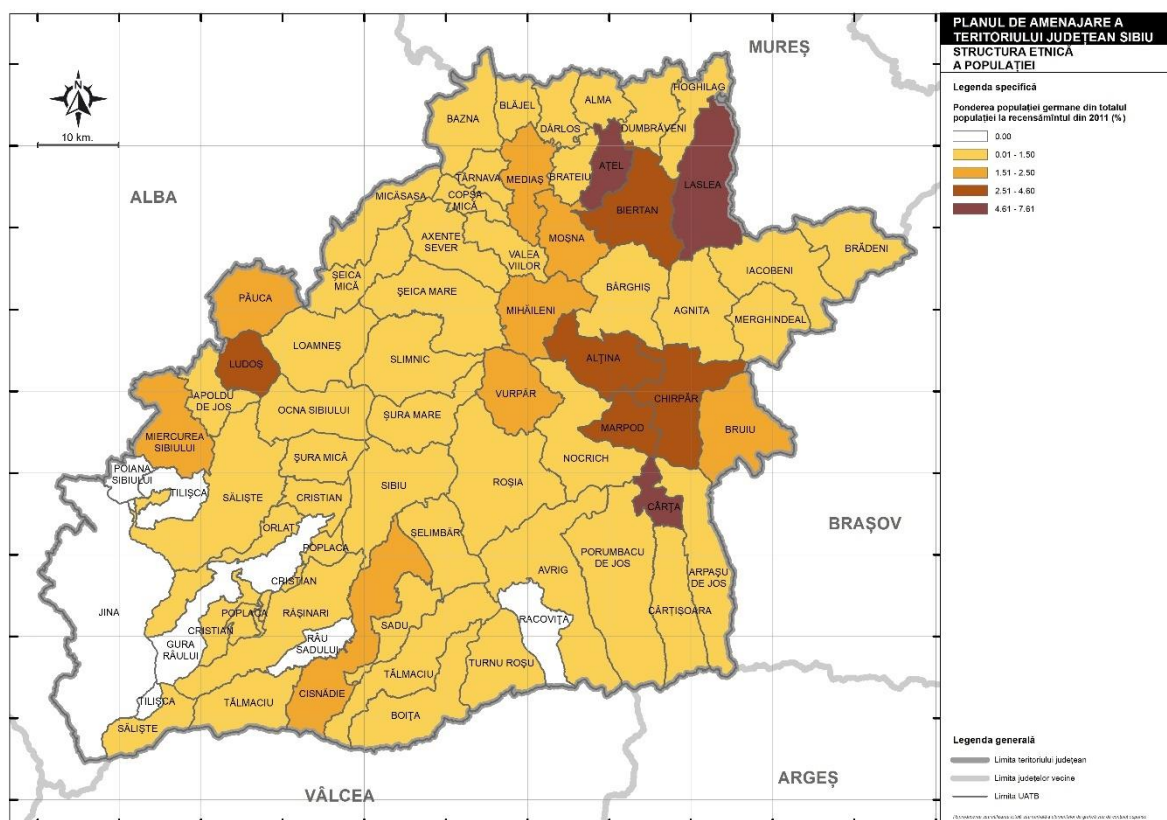 PLANUL DE AMENAJARE A
TERITORIULUI JUDEȚEAN SIBIU
STRUCTURA ETNICĂ
A POPULAȚIEI
Legenda specifică
Ponderea populației germane din totalul
populației la recensămîntul din 2011 (%)
0.00
0.01 - 1.50
1.51 - 2.50
2.51 - 4.60
4.61 - 7.61
N
10 km.
MUREȘ
ALBA
BRAȘOV
ARGEȘ
VÂLCEA
HOGHILAG
BLĂJEL
ALMA
BAZNA
DÂRLOS
DUMBRĂVENI
AȚEL
TÂRNAVA
MEDIAȘ
BRATEIU
LASLEA
MICĂSASA
COPȘA
MICĂ
BIERTAN
AXENTE
SEVER
MOȘNA
BRĂDENI
VALEA
VIILOR
IACOBENI
ȘEICA
MICĂ
ȘEICA MARE
BÂRGHIȘ
PĂUCA
MIHĂILENI
AGNITA
MERGHINDEAL
LOAMNEȘ
SLIMNIC
ALȚINA
LUDOȘ
APOLDU
DE JOS
VURPĂR
CHIRPĂR
OCNA SIBIULUI
ȘURA MARE
MARPOD
BRUIU
MIERCUREA
SIBIULUI
ȘURA MICĂ
NOCRICH
POIANA
SIBIULUI
TILIȘCA
SĂLIȘTE
CRISTIAN
SIBIU
ROȘIA
CÂRȚA
ORLAT
ȘELIMBĂR
POPLACA
PORUMBACU
DE JOS
AVRIG
ARPAȘU
DE JOS
CRISTIAN
JINA
POPLACA
RĂȘINARI
CÂRȚIȘOARA
RACOVIȚA
SADU
CRISTIAN
GURA
RÂULUI
RÂU
SADULUI
TURNU ROȘU
TĂLMACIU
CISNĂDIE
TILIȘCA
TĂLMACIU
BOIȚA
SĂLIȘTE
Legenda generală
Limita teritoriului județean
Limita județelor vecine
Limita UATB